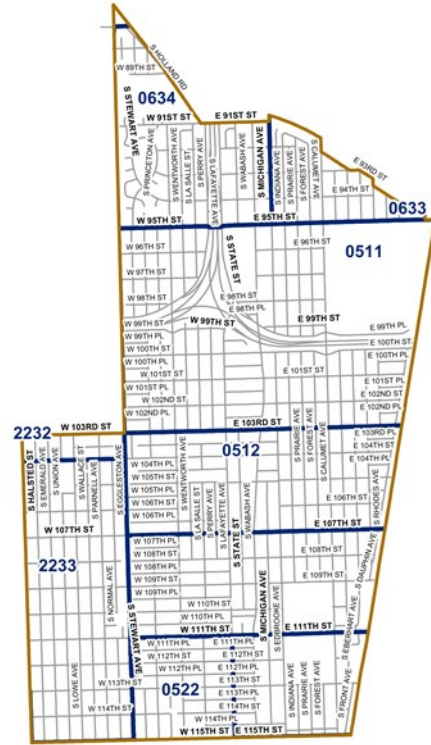 S HOLLAND RD
W 89TH ST
0634
S STEWART AVE
W 91ST ST
E 91ST ST
S PRINCETON AVE
S WENTWORTH AVE
S LA SALLE ST
S PERRY AVE
S LAFAYETTE AVE
S WABASH AVE
S MICHIGAN AVE
S INDIANA AVE
S PRAIRIE AVE
S FOREST AVE
S CALUMET AVE
E 93RD ST
E 94TH ST
0633
W 95TH ST
E 95TH ST
S STATE ST
W 96TH ST
E 96TH ST
0511
W 97TH ST
W 98TH ST
E 98TH ST
E 98TH PL
W 99TH ST
W 99TH ST
E 99TH ST
E 99TH PL
W 99TH PL
E 100TH ST
W 100TH PL
E 100TH PL
W 101ST ST
E 101ST ST
W 101ST PL
E 101ST PL
W 102ND ST
E 102ND ST
W 102ND PL
E 102ND PL
W 103RD ST
E 103RD ST
2232
0512
E 103RD PL
E 104TH ST
E 104TH PL
S HALSTED ST
S EMERALD AVE
S UNION AVE
S WALLACE ST
S PARNELL AVE
S EGGLESTON AVE
W 104TH PL
W 105TH ST
W 105TH PL
W 106TH ST
W 106TH PL
S WENTWORTH AVE
S LA SALLE ST
S PERRY AVE
S LAFAYETTE AVE
S STATE ST
S WABASH AVE
S PRAIRIE AVE
S FOREST AVE
S CALUMET AVE
E 106TH ST
S RHODES AVE
W 107TH ST
E 107TH ST
W 107TH PL
W 108TH ST
E 108TH ST
2233
W 108TH PL
W 109TH ST
E 109TH ST
W 109TH PL
S DAUPHIN AVE
S NORMAL AVE
W 110TH ST
W 110TH PL
S STEWART AVE
W 111TH ST
E 111TH ST
S MICHIGAN AVE
S EDBROOKE AVE
S EBERHART AVE
W 111TH PL
E 111TH PL
W 112TH ST
E 112TH ST
W 112TH PL
E 112TH PL
W 113TH ST
E 113TH ST
0522
E 113TH PL
W 114TH ST
E 114TH ST
W 114TH PL
E 114TH PL
S LOWE AVE
S INDIANA AVE
S PRAIRIE AVE
S FOREST AVE
S FRONT AVE
W 115TH ST
E 115TH ST